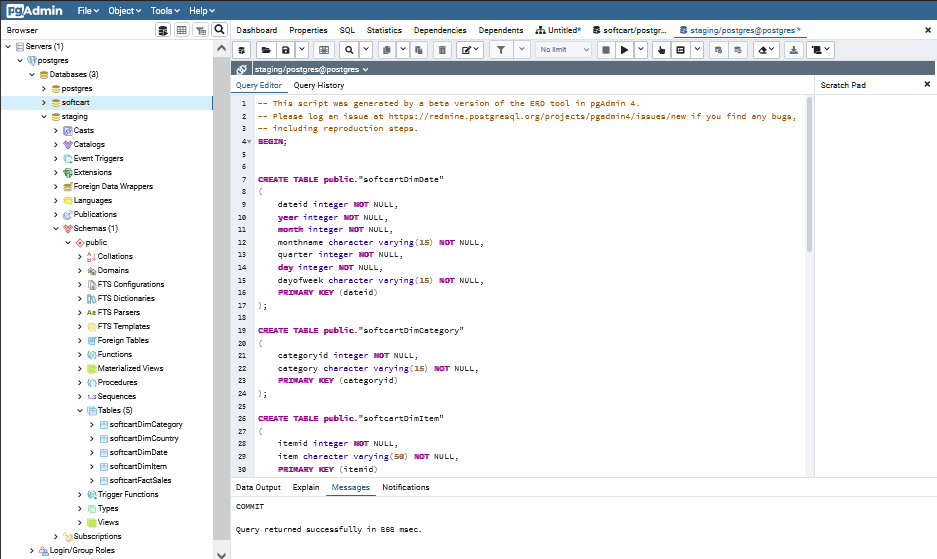 pgAdmin File Object Tools Help
Browser
Dashboard Properties SQL Statistics Dependencies Dependents Untitled* softcart/postgr... staging/postgres@postgres *
No limit
staging/postgres@postgres
Query Editor Query History
Scratch Pad
Servers (1)
postgres
Databases (3)
postgres
softcart
staging
Casts
Catalogs
Event Triggers
Extensions
Foreign Data Wrappers
Languages
Publications
Schemas (1)
public
Collations
Domains
FTS Configurations
FTS Dictionaries
FTS Parsers
FTS Templates
Foreign Tables
Functions
Materialized Views
Procedures
1..3 Sequences
Tables (5)
softcartDimCategory
softcartDimCountry
softcartDimDate
softcartDimItem
softcartFactSales
Trigger Functions
Types
Views
Subscriptions
Login/Group Roles
1 -- This script was generated by a beta version of the ERD tool in pgAdmin 4.
2 -- Please log an issue at https://redmine.postgresql.org/projects/pgadmin4/issues/new if you find any bugs,
3 -- including reproduction steps.
4 BEGIN;
5
6
7 CREATE TABLE public."softcartDimDate"
8 (
9 dateid integer NOT NULL,
10 year integer NOT NULL,
11 month integer NOT NULL,
12 monthname character varying(15) NOT NULL,
13 quarter integer NOT NULL,
14 day integer NOT NULL,
15 dayofweek character varying(15) NOT NULL,
16 PRIMARY KEY (dateid)
17 );
18
19 CREATE TABLE public."softcartDimCategory"
20 (
21 categoryid integer NOT NULL,
22 category character varying(15) NOT NULL,
23 PRIMARY KEY (categoryid)
24 );
25
26 CREATE TABLE public."softcartDimItem"
27 (
28 itemid integer NOT NULL,
29 item character varying(50) NOT NULL,
30 PRIMARY KEY (itemid)
Data Output Explain Messages Notifications
COMMIT
Query returned successfully in 868 msec.